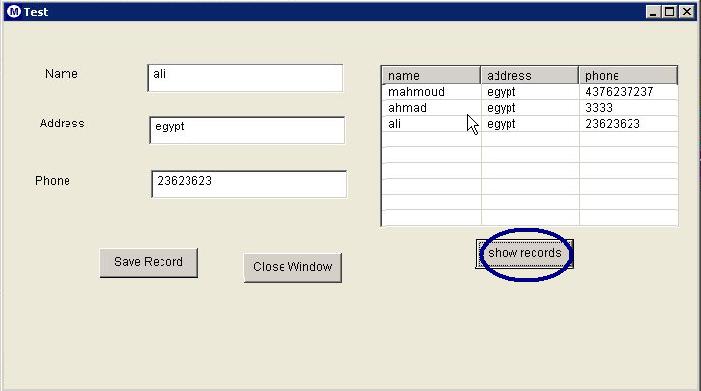 Test
Name
ali
Address
egypt
Phone
23623623
Save Record
Close Window
name address phone
mahmoud egypt 4376237237
ahmad egypt 3333
ali egypt 23623623
show records